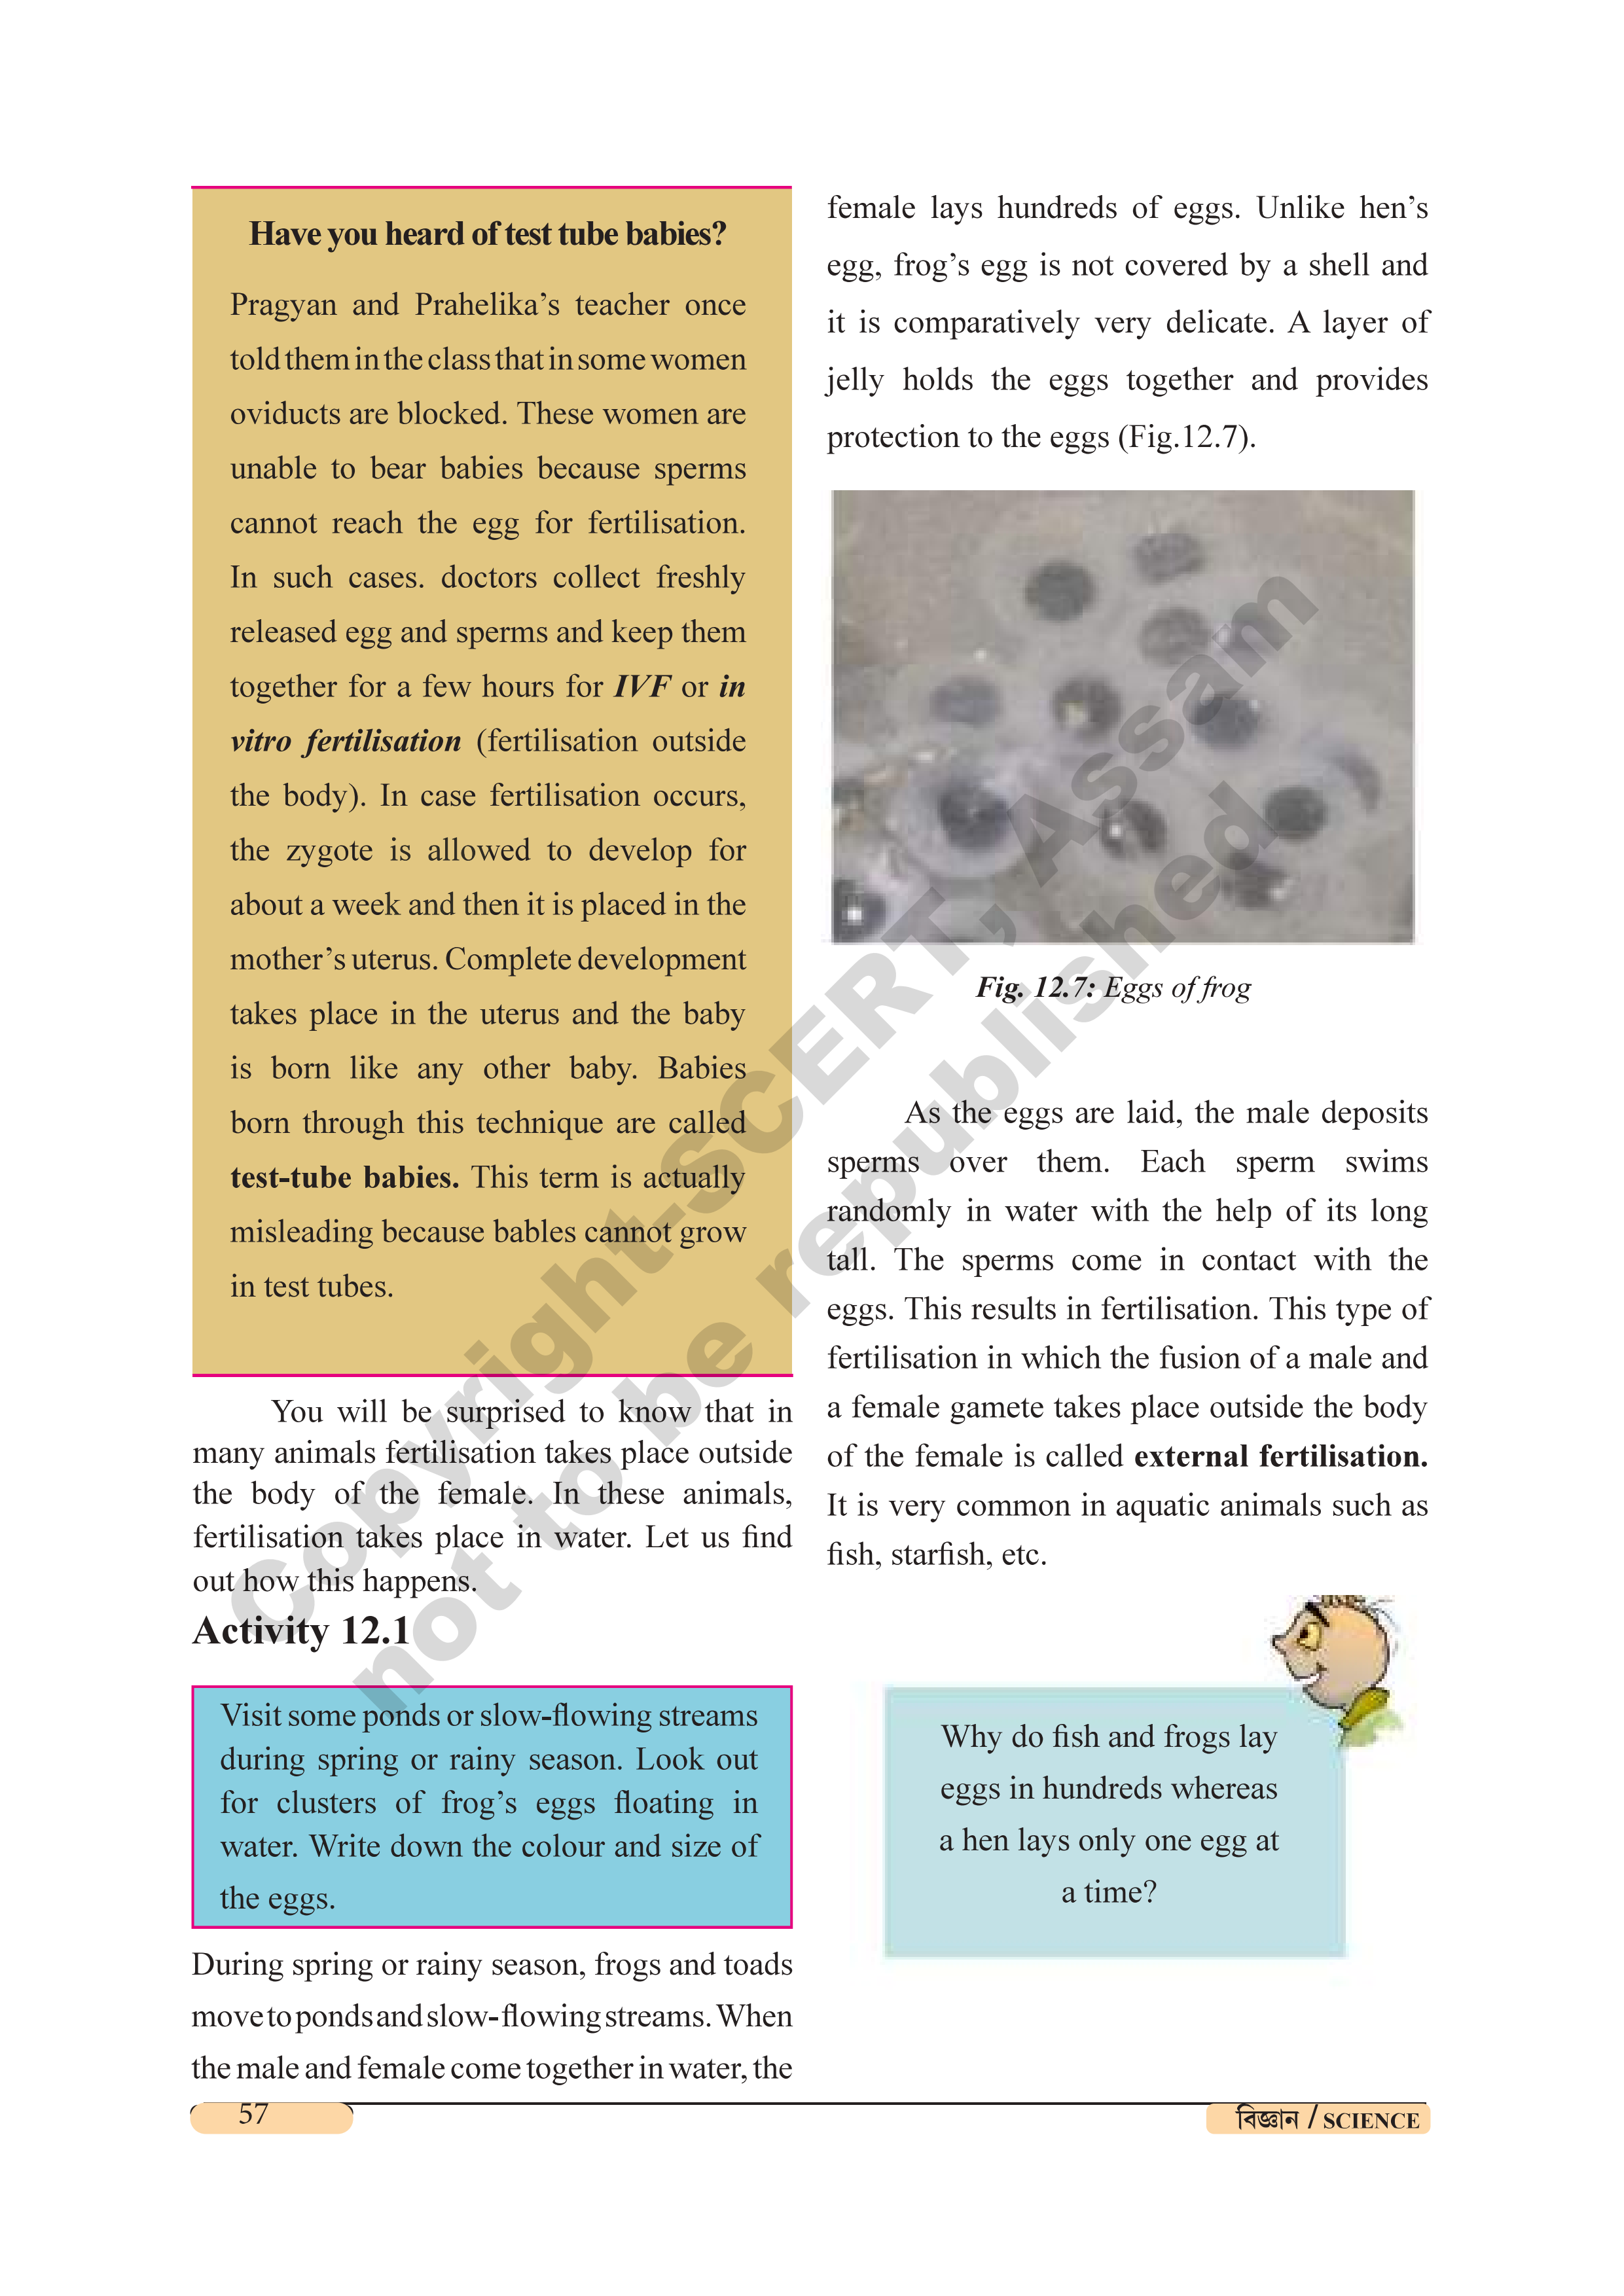 Have you heard of test tube babies?
Pragyan and Prahelika’s teacher once
told them in the class that in some women
oviducts are blocked. These women are
unable to bear babies because sperms
cannot reach the egg for fertilisation.
In such cases. doctors collect freshly
released egg and sperms and keep them
together for a few hours for IVF or in
vitro fertilisation (fertilisation outside
the body). In case fertilisation occurs,
the zygote is allowed to develop for
about a week and then it is placed in the
mother’s uterus. Complete development
takes place in the uterus and the baby
is born like any other baby. Babies
born through this technique are called
test-tube babies. This term is actually
misleading because bables cannot grow
in test tubes.
You will be surprised to know that in
many animals fertilisation takes place outside
the body of the female. In these animals,
fertilisation takes place in water. Let us find
out how this happens.
Activity 12.1
Visit some ponds or slow-flowing streams
during spring or rainy season. Look out
for clusters of frog’s eggs floating in
water. Write down the colour and size of
the eggs.
During spring or rainy season, frogs and toads
move to ponds and slow-flowing streams. When
the male and female come together in water, the
female lays hundreds of eggs. Unlike hen’s
egg, frog’s egg is not covered by a shell and
it is comparatively very delicate. A layer of
jelly holds the eggs together and provides
protection to the eggs (Fig.12.7).
Fig. 12.7: Eggs of frog
As the eggs are laid, the male deposits
sperms over them. Each sperm swims
randomly in water with the help of its long
tall. The sperms come in contact with the
eggs. This results in fertilisation. This type of
fertilisation in which the fusion of a male and
a female gamete takes place outside the body
of the female is called external fertilisation.
It is very common in aquatic animals such as
fish, starfish, etc.
Why do fish and frogs lay
eggs in hundreds whereas
a hen lays only one egg at
a time?
57
বিজ্ঞান / SCIENCE
Copyright-SCERT, Assam
not to be republished